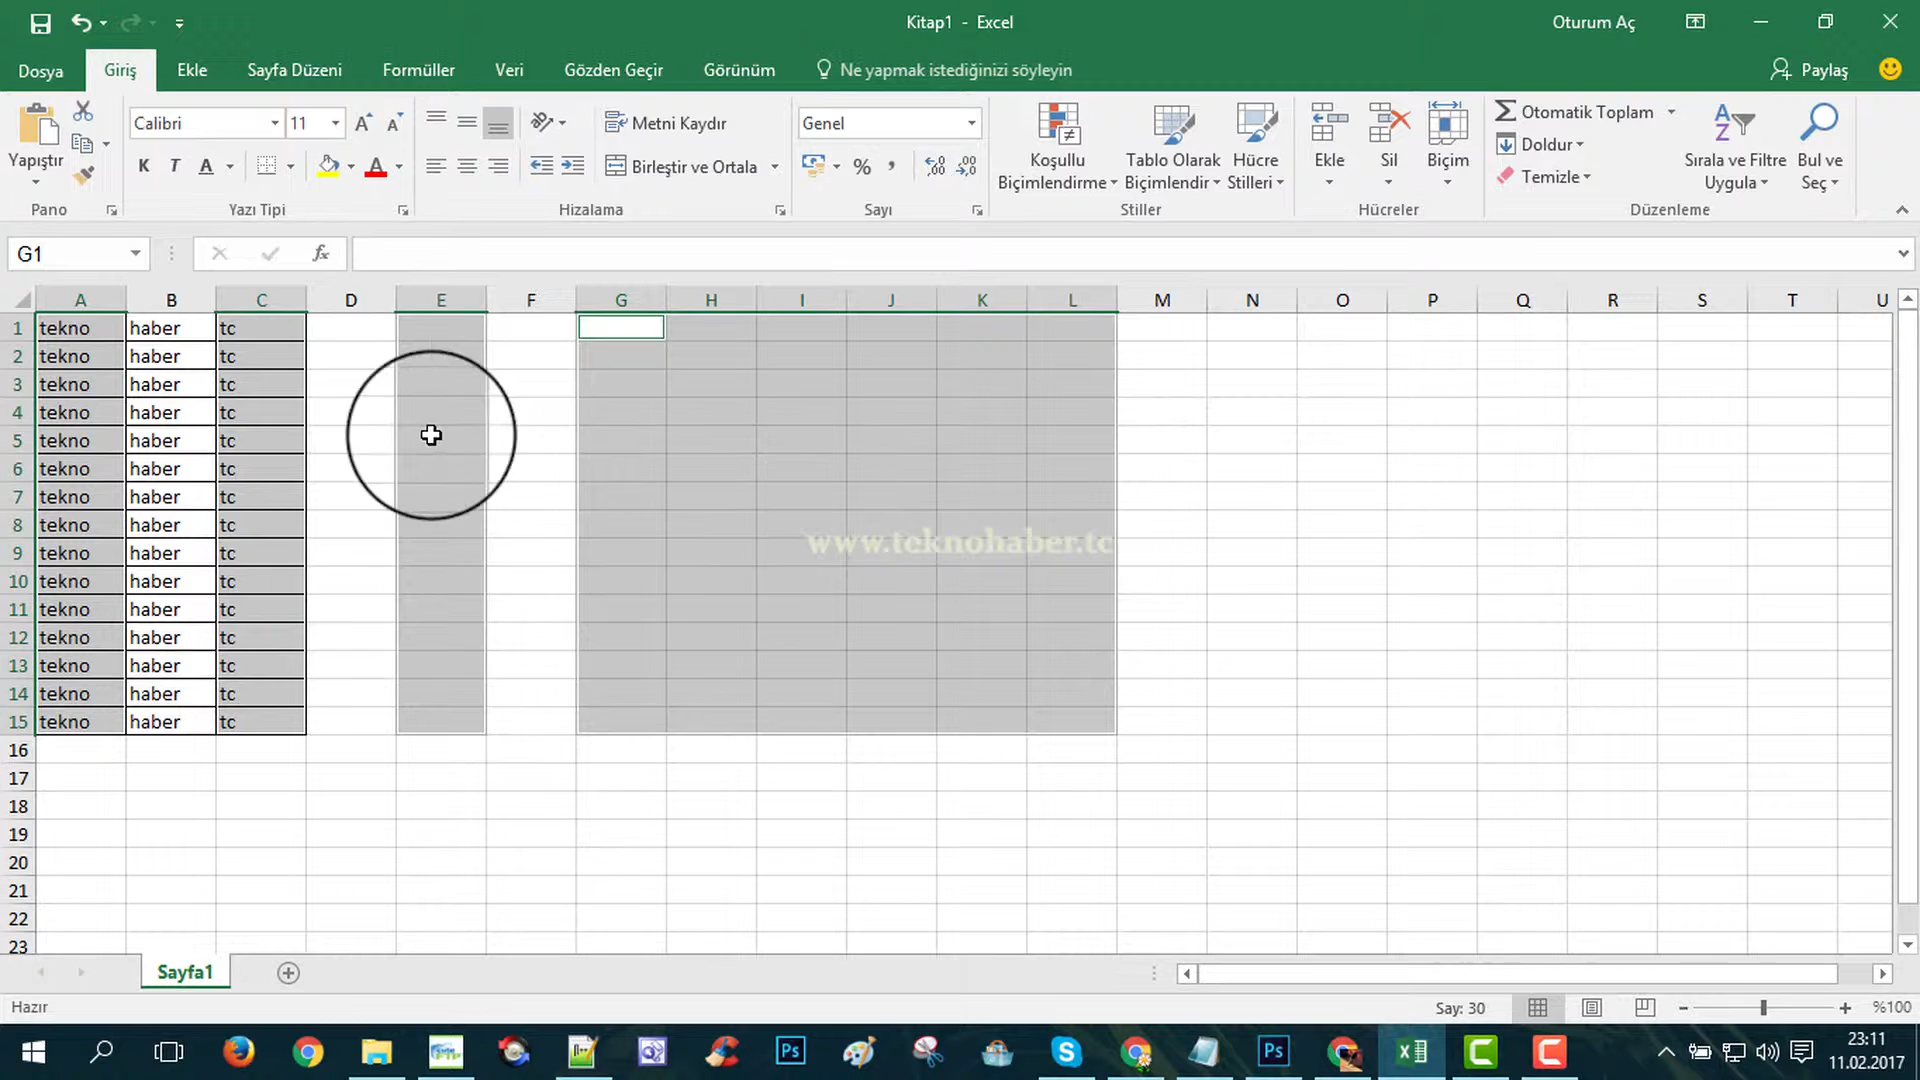 Kitap1 - Excel
Oturum Aç
Dosya Giriş Ekle Sayfa Düzeni Formüller Veri Gözden Geçir Görünüm Ne yapmak istediğinizi söyleyin Paylaş
Yapıştır
Pano
Calibri 11
K T A A
Yazı Tipi
Metni Kaydır
Birleştir ve Ortala
Hizalama
Genel
%
Sayı
Koşullu Biçimlendirme
Tablo Olarak Biçimlendir
Hücre Stilleri
Stiller
Ekle Sil Biçim
Hücreler
Otomatik Toplam
Doldur
Temizle
Sırala ve Filtre Uygula
Bul ve Seç
Düzenleme
G1 fx
A B C D E F G H I J K L M N O P Q R S T U
1 tekno haber tc
2 tekno haber tc
3 tekno haber tc
4 tekno haber tc
5 tekno haber tc
6 tekno haber tc
7 tekno haber tc
8 tekno haber tc
9 tekno haber tc
www.teknohaber.tc
10 tekno haber tc
11 tekno haber tc
12 tekno haber tc
13 tekno haber tc
14 tekno haber tc
15 tekno haber tc
16
17
18
19
20
21
22
23
Sayfa1
Hazır Say: 30 %100
23:11
11.02.2017